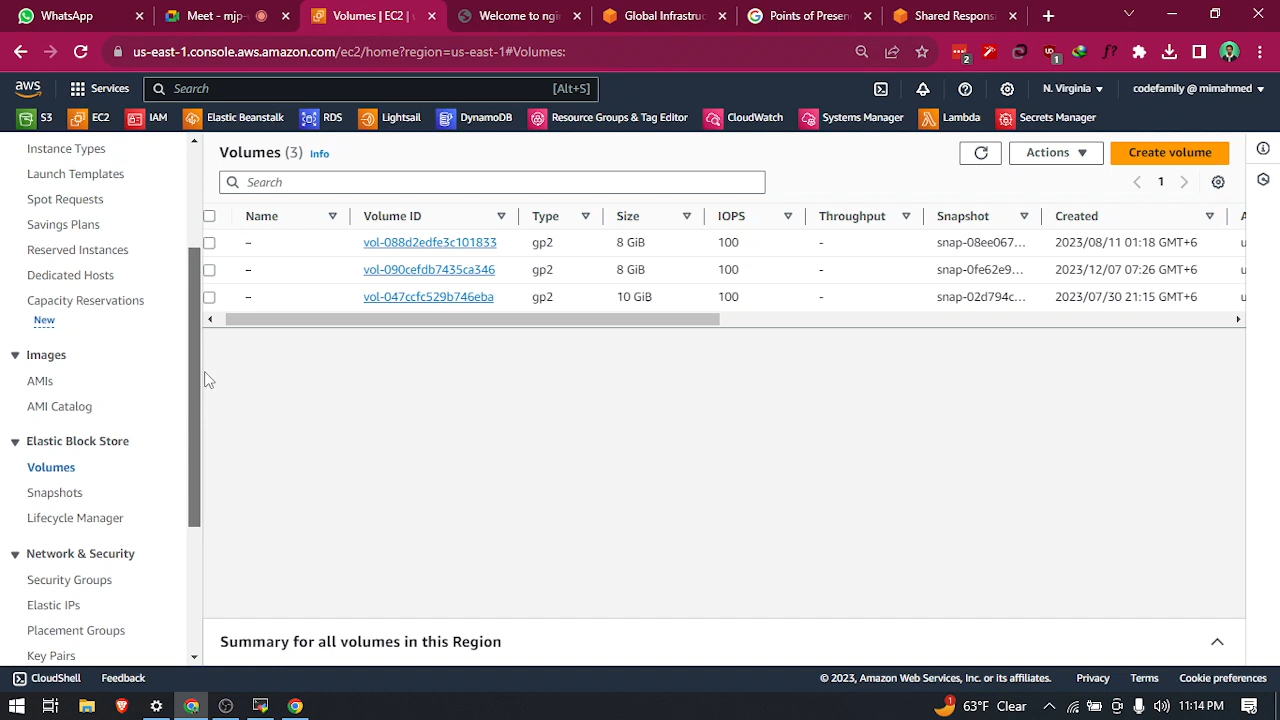 WhatsApp
Meet - mjp-
Volumes | EC2 |
Welcome to ngi
Global Infrastruc
Points of Presen
Shared Responsi
us-east-1.console.aws.amazon.com/ec2/home?region=us-east-1#Volumes:
2
1
f?
aws
Services
Search
[Alt+S]
N. Virginia
codefamily @ mimahmed
S3
EC2
IAM
Elastic Beanstalk
RDS
Lightsail
DynamoDB
Resource Groups & Tag Editor
CloudWatch
Systems Manager
Lambda
Secrets Manager
Instance Types
Launch Templates
Spot Requests
Savings Plans
Reserved Instances
Dedicated Hosts
Capacity Reservations
New
Images
AMIs
AMI Catalog
Elastic Block Store
Volumes
Snapshots
Lifecycle Manager
Network & Security
Security Groups
Elastic IPs
Placement Groups
Key Pairs
Volumes (3) Info
Actions
Create volume
Search
1
Name Volume ID Type Size IOPS Throughput Snapshot Created A
– vol-088d2edfe3c101833 gp2 8 GiB 100 - snap-08ee067... 2023/08/11 01:18 GMT+6 u
– vol-090cefdb7435ca346 gp2 8 GiB 100 - snap-0fe62e9... 2023/12/07 07:26 GMT+6 u
– vol-047ccfc529b746eba gp2 10 GiB 100 - snap-02d794c... 2023/07/30 21:15 GMT+6 u
Summary for all volumes in this Region
CloudShell
Feedback
© 2023, Amazon Web Services, Inc. or its affiliates.
Privacy
Terms
Cookie preferences
1
63°F Clear
11:14 PM